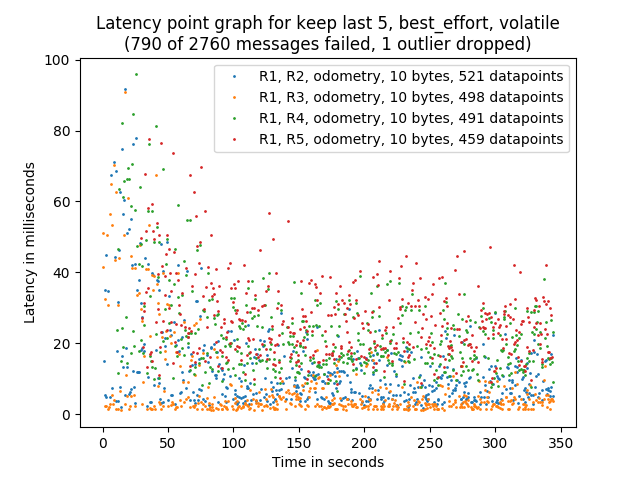 Latency point graph for keep last 5, best_effort, volatile
(790 of 2760 messages failed, 1 outlier dropped)
R1, R2, odometry, 10 bytes, 521 datapoints
R1, R3, odometry, 10 bytes, 498 datapoints
R1, R4, odometry, 10 bytes, 491 datapoints
R1, R5, odometry, 10 bytes, 459 datapoints
Latency in milliseconds
100
80
60
40
20
0
0 50 100 150 200 250 300 350
Time in seconds